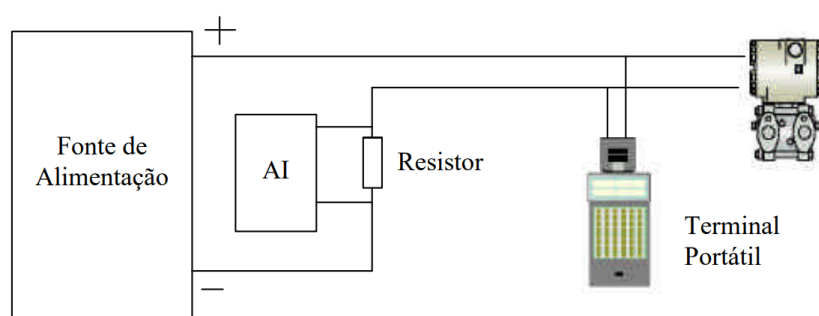 +
Fonte de
Alimentação
AI
Resistor
Terminal
Portátil
—